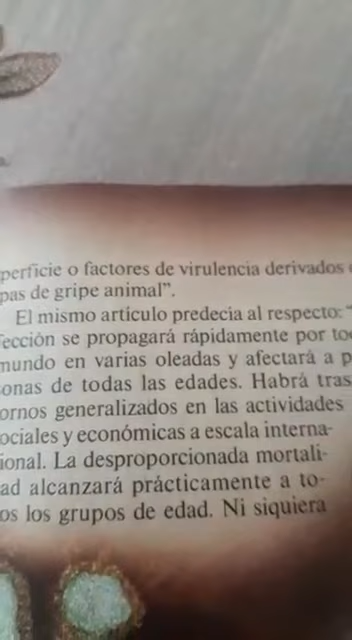 perficie o factores de virulencia derivados
pas de gripe animal”.
El mismo artículo predecía al respecto: “
ección se propagará rápidamente por to
mundo en varias oleadas y afectará a p
onas de todas las edades. Habrá tras
ornos generalizados en las actividades
ociales y económicas a escala interna-
ional. La desproporcionada mortali-
ad alcanzará prácticamente a to-
os los grupos de edad. Ni siquiera